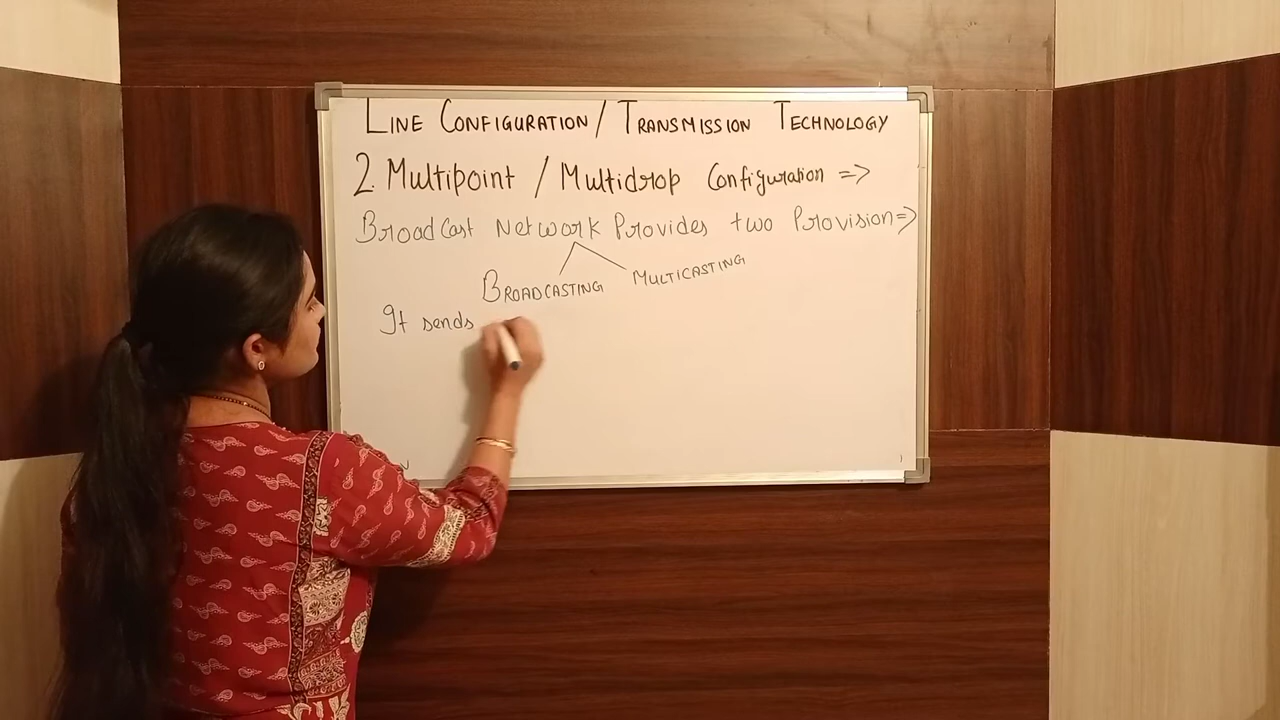 LINE CONFIGURATION / TRANSMISSION TECHNOLOGY
2. Multipoint / Multidrop Configuration =>
BroadCast Network Provides two Provision=>
BROADCASTING MULTICASTING
It sends